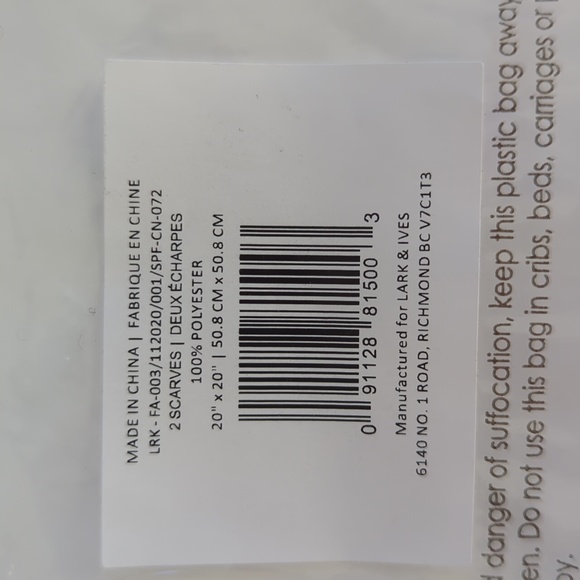 MADE IN CHINA | FABRIQUE EN CHINE
LRK - FA-003/112020/001/SPF-CN-072
2 SCARVES | DEUX ÉCHARPES
100% POLYESTER
20" x 20" | 50.8 CM x 50.8 CM
0 91128 81500 3
Manufactured for LARK & IVES
6140 NO. 1 ROAD, RICHMOND BC V7C1T3
danger of suffocation, keep this plastic bag away
en. Do not use this bag in cribs, beds, carriages or
oy.